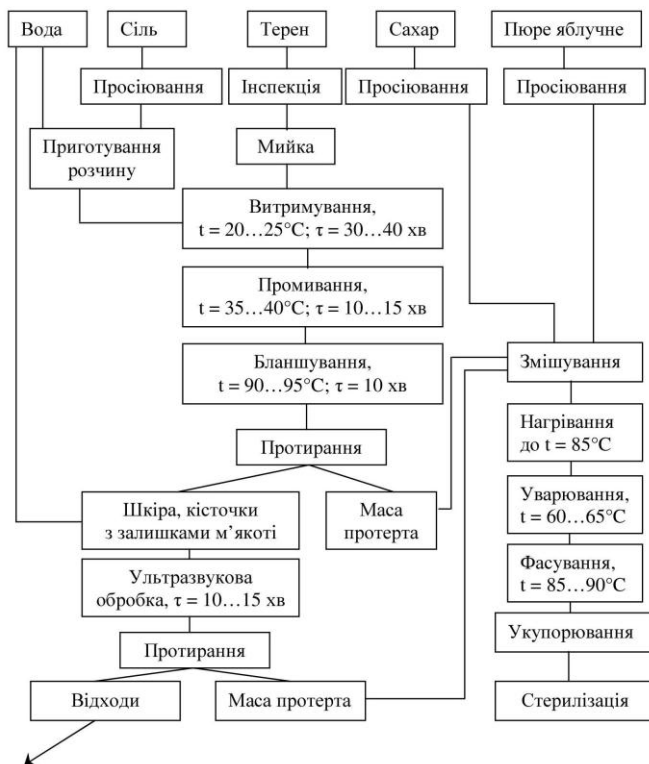 Вода
Сіль
Терен
Сахар
Пюре яблучне
Просіювання
Інспекція
Просіювання
Просіювання
Приготування
розчину
Мийка
Витримування,
t = 20…25°C; τ = 30…40 хв
Промивання,
t = 35…40°C; τ = 10…15 хв
Бланшування,
t = 90…95°C; τ = 10 хв
Змішування
Протирання
Нагрівання
до t = 85°C
Шкіра, кісточки
з залишками м’якоті
Маса
протерта
Уварювання,
t = 60…65°C
Ультразвукова
обробка, τ = 10…15 хв
Фасування,
t = 85…90°C
Протирання
Укупорювання
Відходи
Маса протерта
Стерилізація